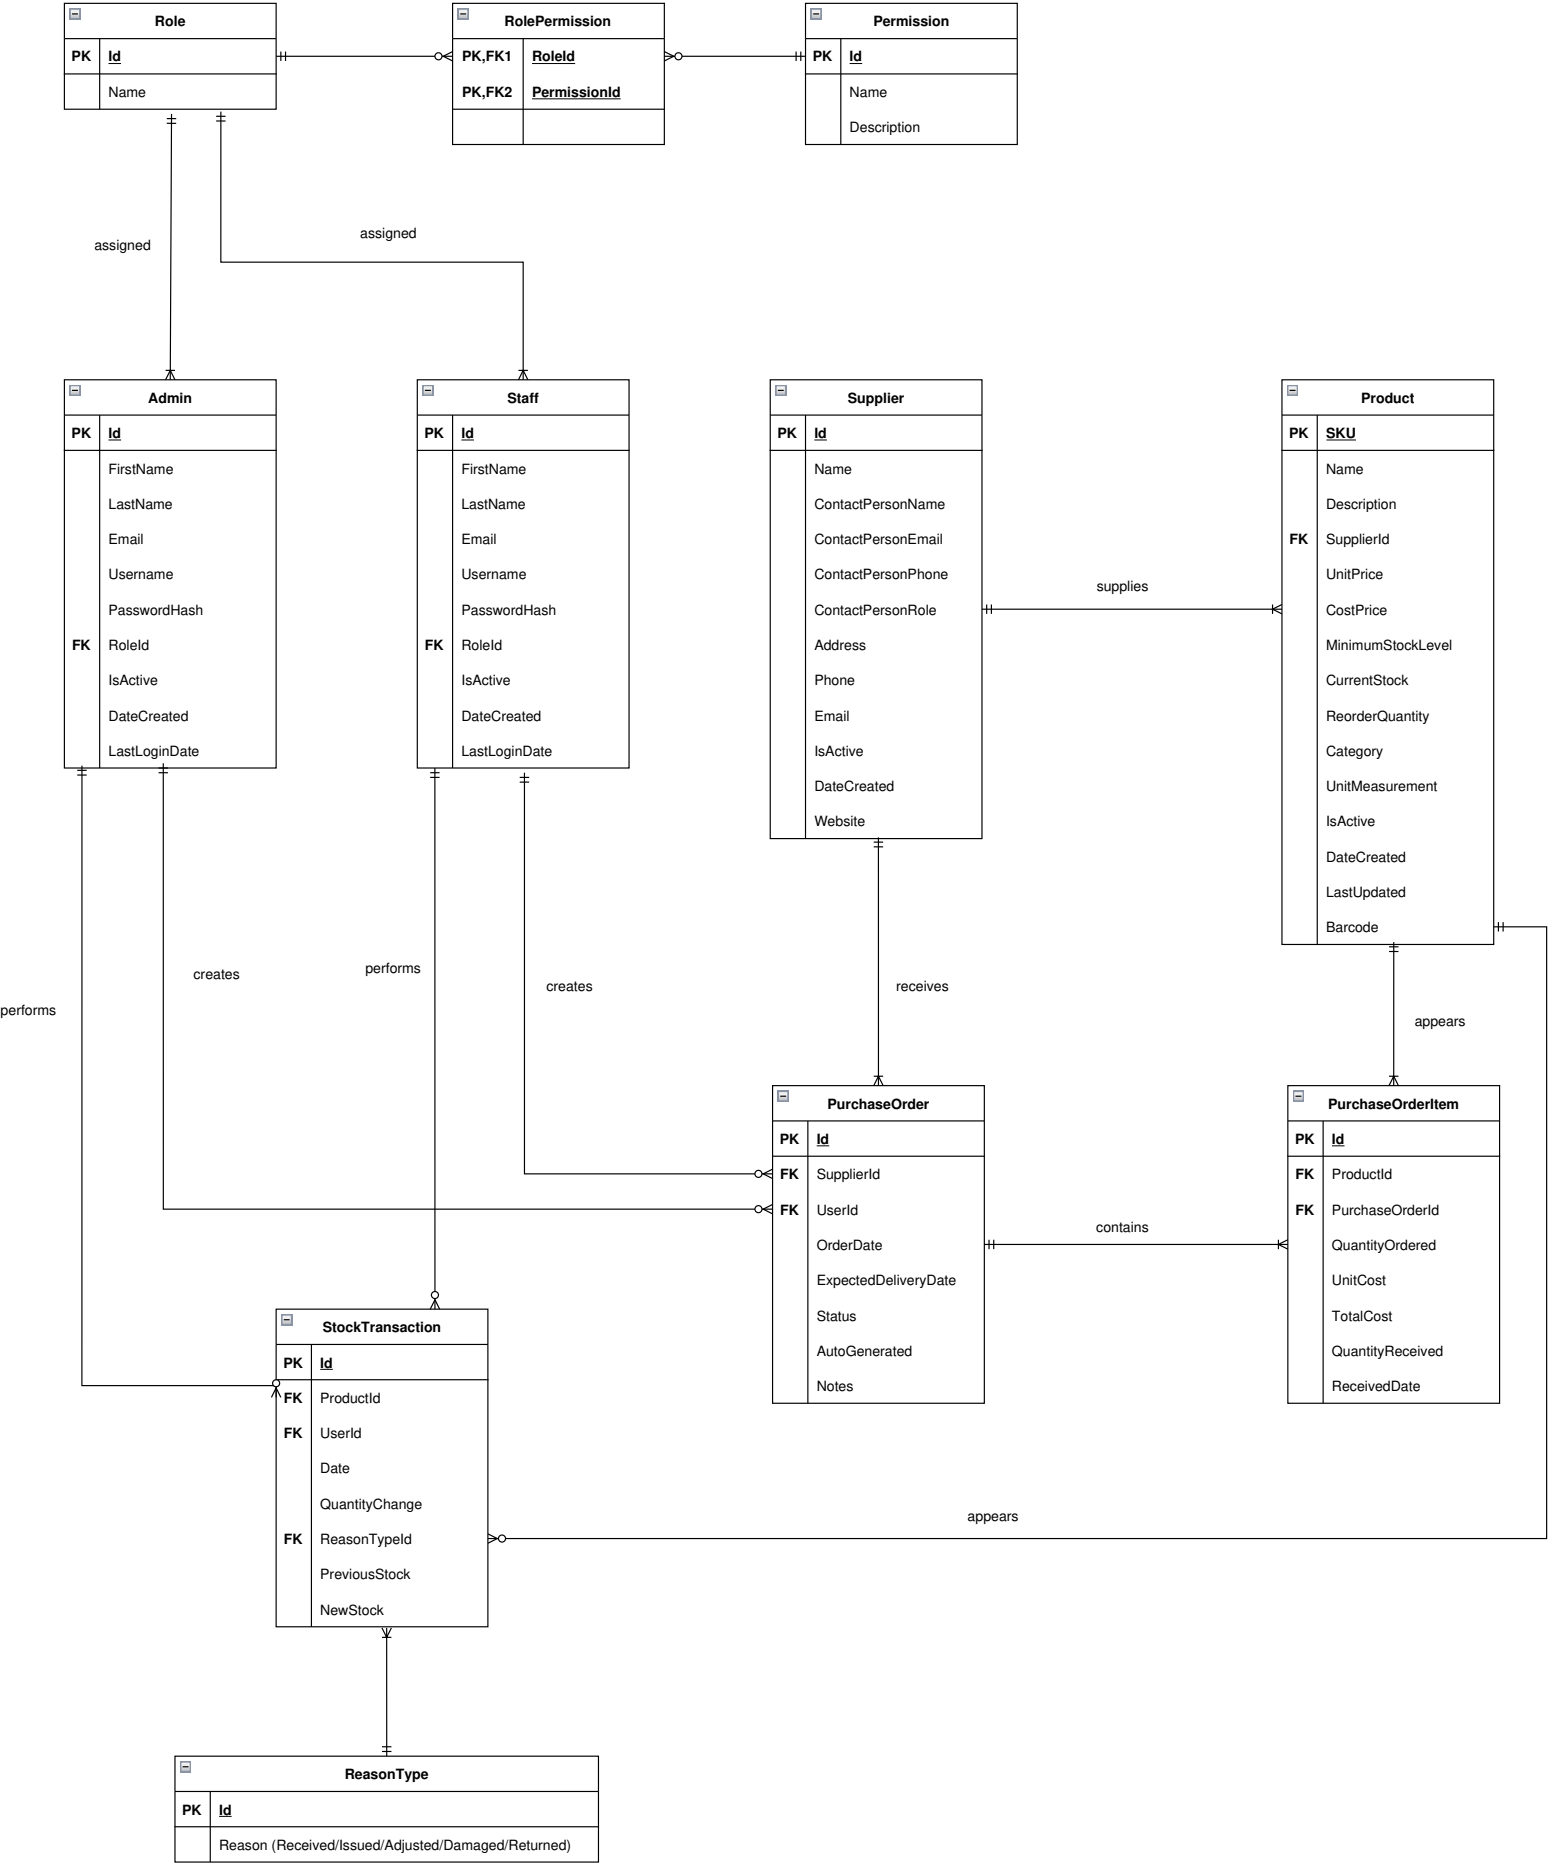 Role
PK Id
Name
RolePermission
PK,FK1 RoleId
PK,FK2 PermissionId
Permission
PK Id
Name
Description
assigned
assigned
Admin
PK Id
FirstName
LastName
Email
Username
PasswordHash
FK RoleId
IsActive
DateCreated
LastLoginDate
Staff
PK Id
FirstName
LastName
Email
Username
PasswordHash
FK RoleId
IsActive
DateCreated
LastLoginDate
Supplier
PK Id
Name
ContactPersonName
ContactPersonEmail
ContactPersonPhone
ContactPersonRole
Address
Phone
Email
IsActive
DateCreated
Website
supplies
Product
PK SKU
Name
Description
FK SupplierId
UnitPrice
CostPrice
MinimumStockLevel
CurrentStock
ReorderQuantity
Category
UnitMeasurement
IsActive
DateCreated
LastUpdated
Barcode
performs
creates
performs
creates
receives
appears
PurchaseOrder
PK Id
FK SupplierId
FK UserId
OrderDate
ExpectedDeliveryDate
Status
AutoGenerated
Notes
contains
PurchaseOrderItem
PK Id
FK ProductId
FK PurchaseOrderId
QuantityOrdered
UnitCost
TotalCost
QuantityReceived
ReceivedDate
StockTransaction
PK Id
FK ProductId
FK UserId
Date
QuantityChange
FK ReasonTypeId
PreviousStock
NewStock
appears
ReasonType
PK Id
Reason (Received/Issued/Adjusted/Damaged/Returned)